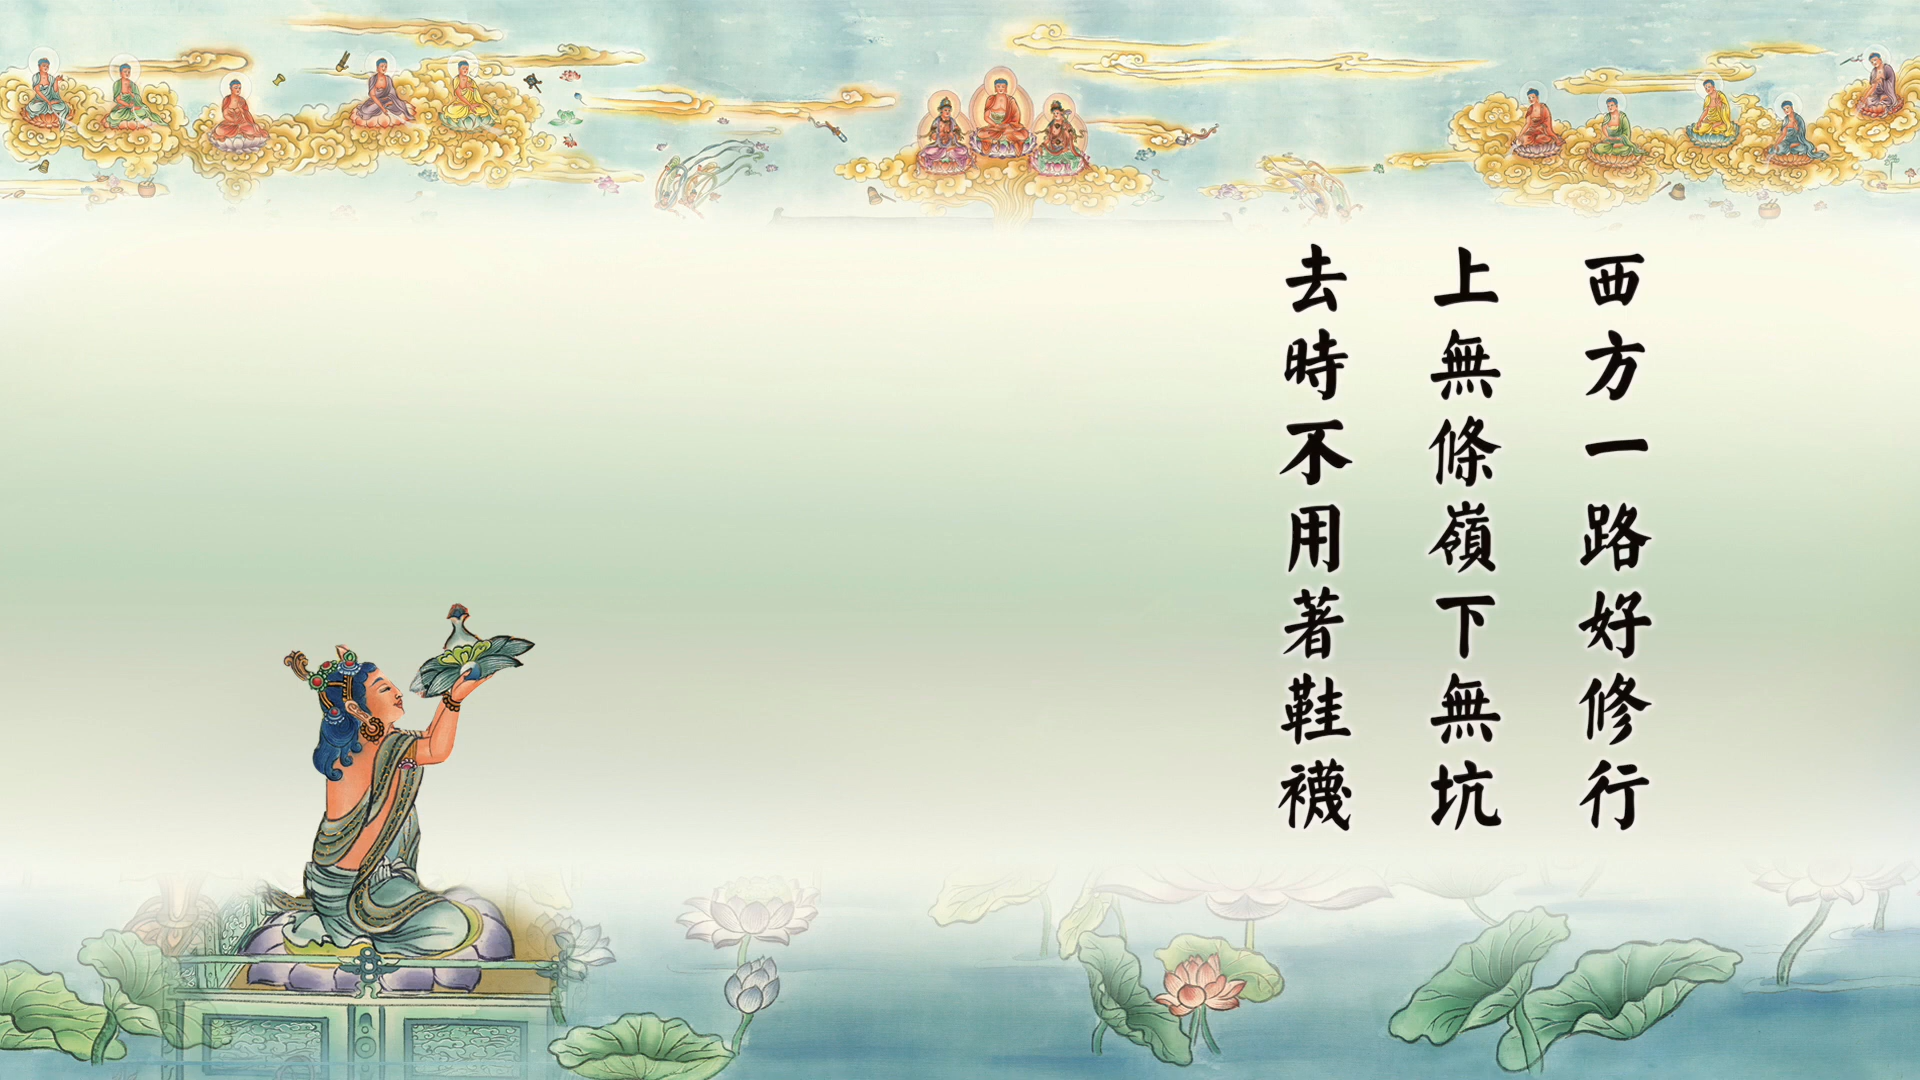 西方一路好修行
上無條嶺下無坑
去時不用著鞋襪